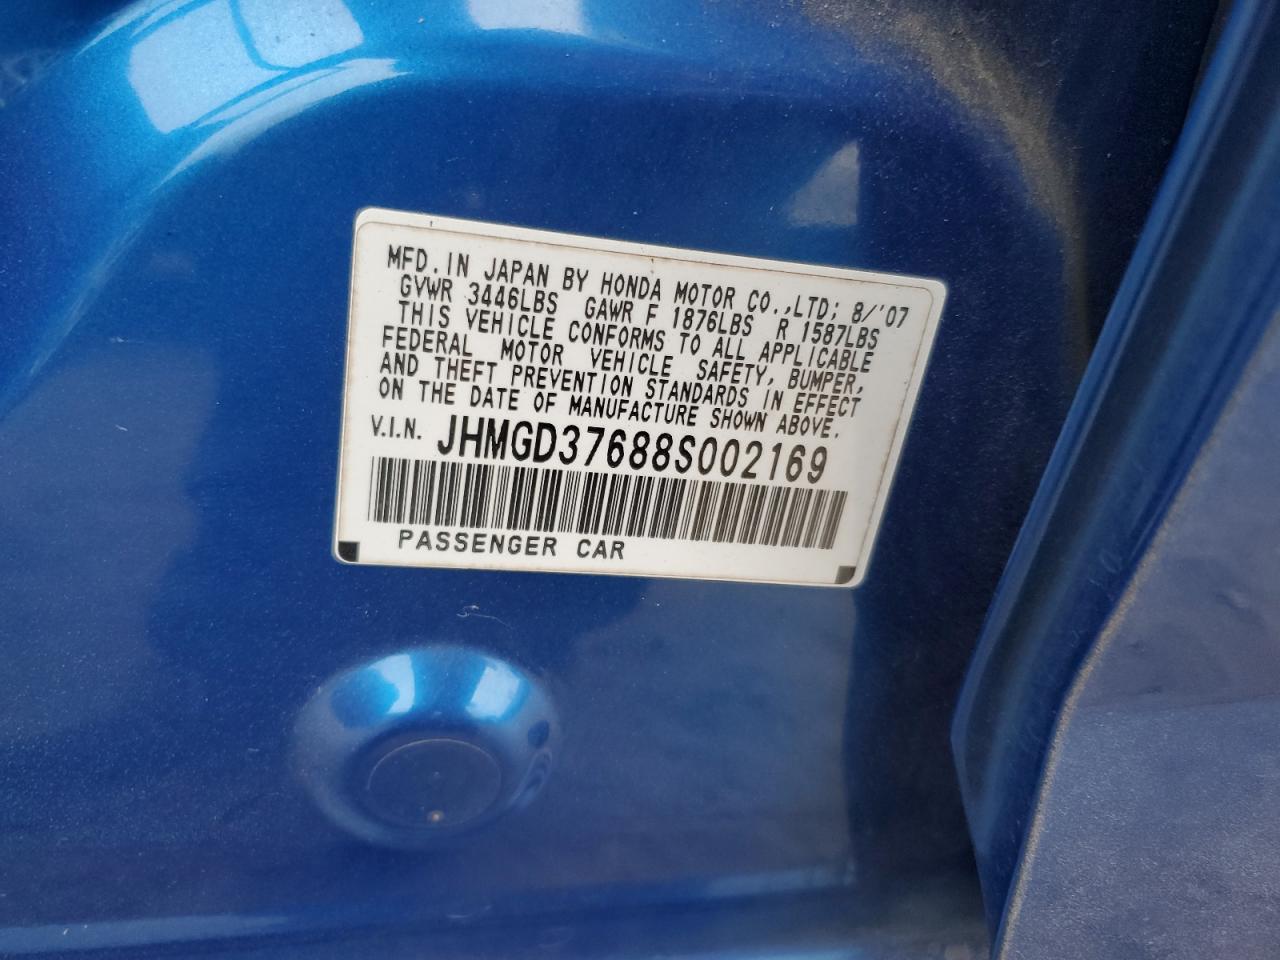 MFD. IN JAPAN BY HONDA MOTOR CO.,LTD; 8/'07
GVWR 3446LBS GAWR F 1876LBS R 1587LBS
THIS VEHICLE CONFORMS TO ALL APPLICABLE
FEDERAL MOTOR VEHICLE SAFETY, BUMPER,
AND THEFT PREVENTION STANDARDS IN EFFECT
ON THE DATE OF MANUFACTURE SHOWN ABOVE.
V.I.N. JHMGD37688S002169
PASSENGER CAR